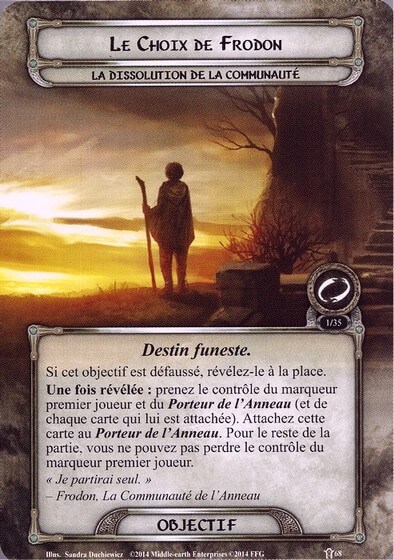 LE CHOIX DE FRODON
LA DISSOLUTION DE LA COMMUNAUTÉ
1/35
Destin funeste.
Si cet objectif est défaussé, révélez-le à la place.
Une fois révélée : prenez le contrôle du marqueur
premier joueur et du Porteur de l'Anneau (et de
chaque carte qui lui est attachée). Attachez cette
carte au Porteur de l'Anneau. Pour le reste de la
partie, vous ne pouvez pas perdre le contrôle du
marqueur premier joueur.
« Je partirai seul. »
– Frodon, La Communauté de l'Anneau
OBJECTIF
Illus. Sandra Duchiewicz ©2014 Middle-earth Enterprises ©2014 FFG
68